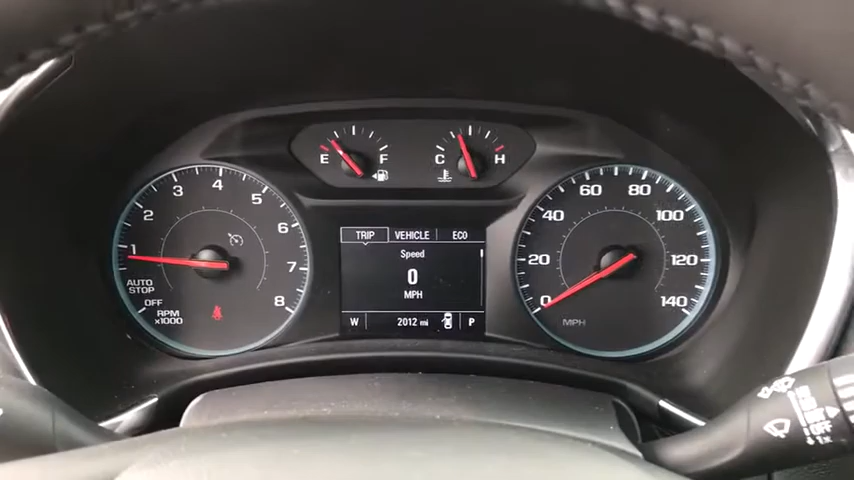 E F
C H
1 2 3 4 5 6 7 8
AUTO
STOP
OFF
RPM
x1000
TRIP VEHICLE ECO
Speed
0
MPH
W 2012 mi P
0 20 40 60 80 100 120 140
MPH